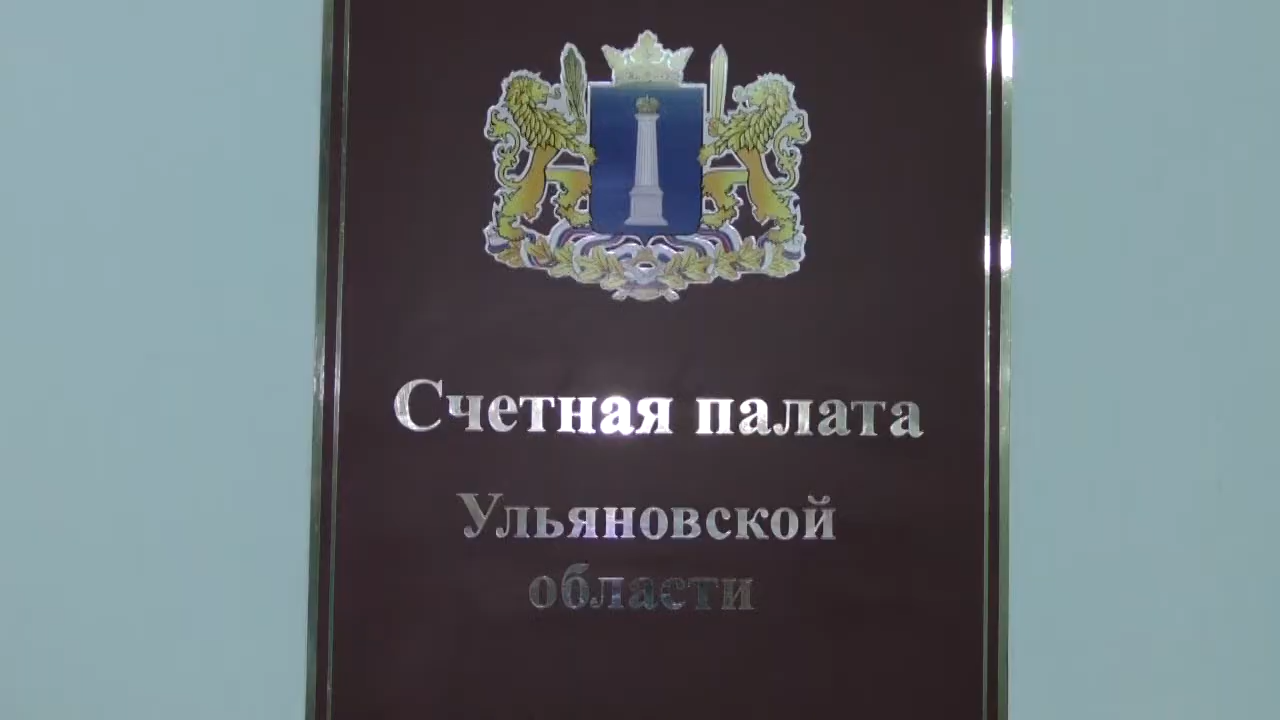 Счетная палата
Ульяновской
области